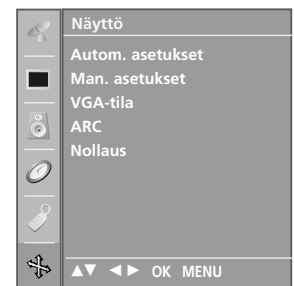 Näyttö
Autom. asetukset
Man. asetukset
VGA-tila
ARC
Nollaus
▲▼ ◄► OK MENU